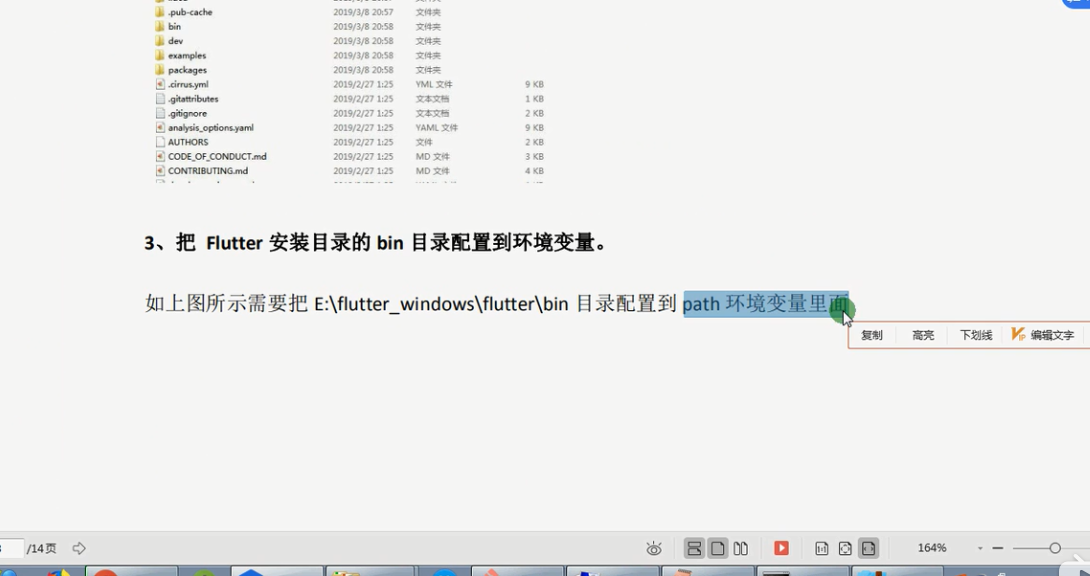 .pub-cache 2019/3/8 20:57 文件夹
bin 2019/3/8 20:58 文件夹
dev 2019/3/8 20:58 文件夹
examples 2019/3/8 20:58 文件夹
packages 2019/3/8 20:58 文件夹
.cirrus.yml 2019/2/27 1:25 YML 文件 9 KB
.gitattributes 2019/2/27 1:25 文本文档 1 KB
.gitignore 2019/2/27 1:25 文本文档 2 KB
analysis_options.yaml 2019/2/27 1:25 YAML 文件 9 KB
AUTHORS 2019/2/27 1:25 文件 2 KB
CODE_OF_CONDUCT.md 2019/2/27 1:25 MD 文件 3 KB
CONTRIBUTING.md 2019/2/27 1:25 MD 文件 4 KB
3、把 Flutter 安装目录的 bin 目录配置到环境变量。
如上图所示需要把 E:\flutter_windows\flutter\bin 目录配置到 path 环境变量里面
复制 高亮 下划线 VIP 编辑文字
/14页 164%